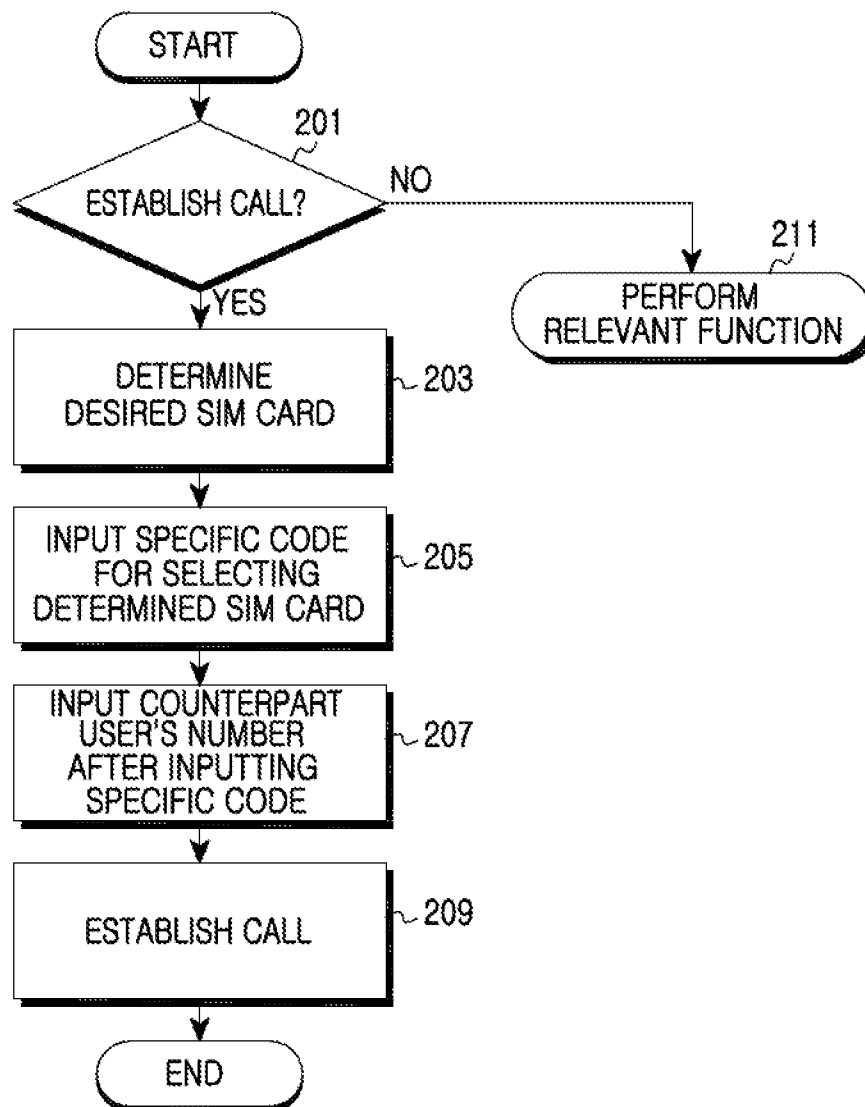 START
201
ESTABLISH CALL?
NO
211
PERFORM
RELEVANT FUNCTION
YES
DETERMINE
DESIRED SIM CARD
203
INPUT SPECIFIC CODE
FOR SELECTING
DETERMINED SIM CARD
205
INPUT COUNTERPART
USER'S NUMBER
AFTER INPUTTING
SPECIFIC CODE
207
ESTABLISH CALL
209
END